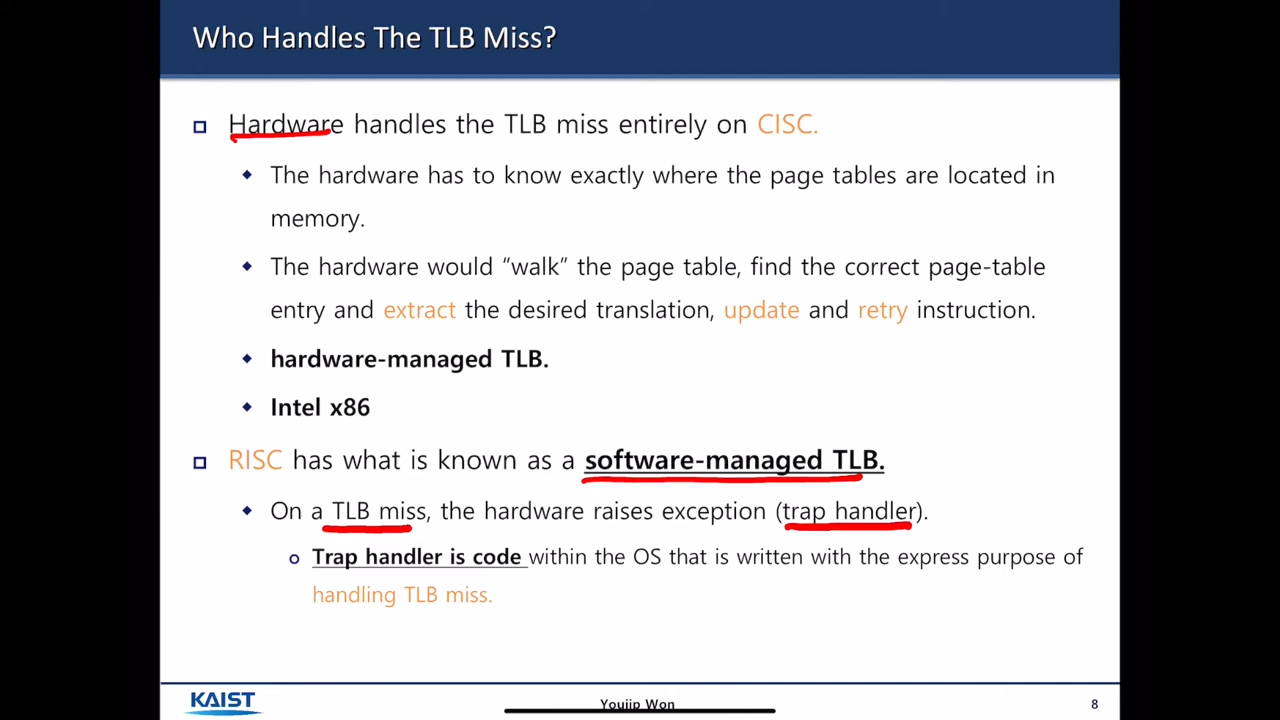 Who Handles The TLB Miss?
Hardware handles the TLB miss entirely on CISC.
The hardware has to know exactly where the page tables are located in
memory.
The hardware would “walk” the page table, find the correct page-table
entry and extract the desired translation, update and retry instruction.
hardware-managed TLB.
Intel x86
RISC has what is known as a software-managed TLB.
On a TLB miss, the hardware raises exception (trap handler).
Trap handler is code within the OS that is written with the express purpose of
handling TLB miss.
KAIST
Youjip Won
8